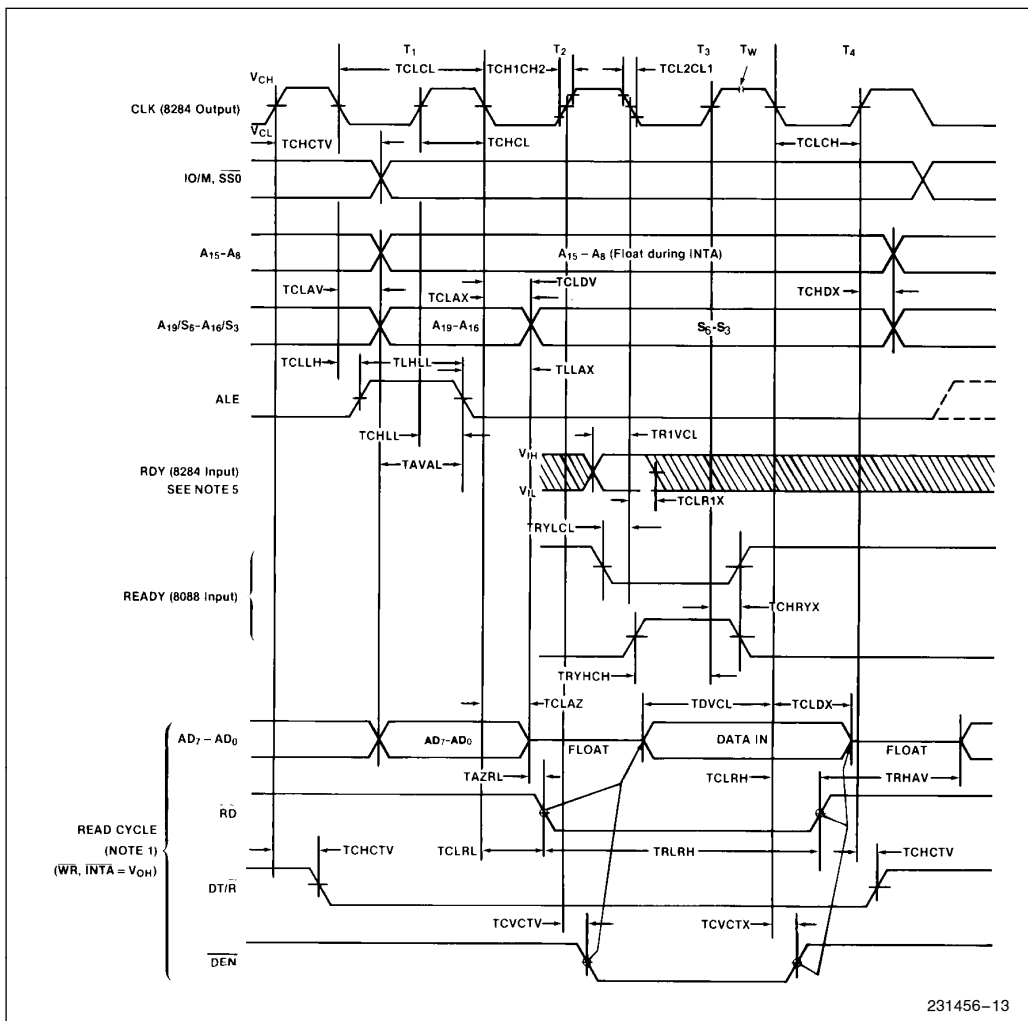 T1 T2 T3 TW T4
VCH TCLCL TCH1CH2 TCL2CL1
CLK (8284 Output)
VCL
TCHCTV TCHCL TCLCH
IO/M, SS0
A15-A8 A15 – A8 (Float during INTA)
TCLDV
TCLAV TCLAX TCHDX
A19/S6-A16/S3 A19-A16 S6-S3
TCLLH TLHLL TLLAX
ALE
TCHLL TR1VCL
TAVAL VIH
RDY (8284 Input)
SEE NOTE 5 VIL
TCLR1X
TRYLCL
READY (8088 Input) TCHRYX
TRYHCH
TCLAZ TDVCL TCLDX
AD7 – AD0 AD7-AD0 FLOAT DATA IN FLOAT
TAZRL TCLRH TRHAV
RD
READ CYCLE
(NOTE 1) TCHCTV TCLRL TRLRH TCHCTV
(WR, INTA = VOH)
DT/R
TCVCTV TCVCTX
DEN
231456–13